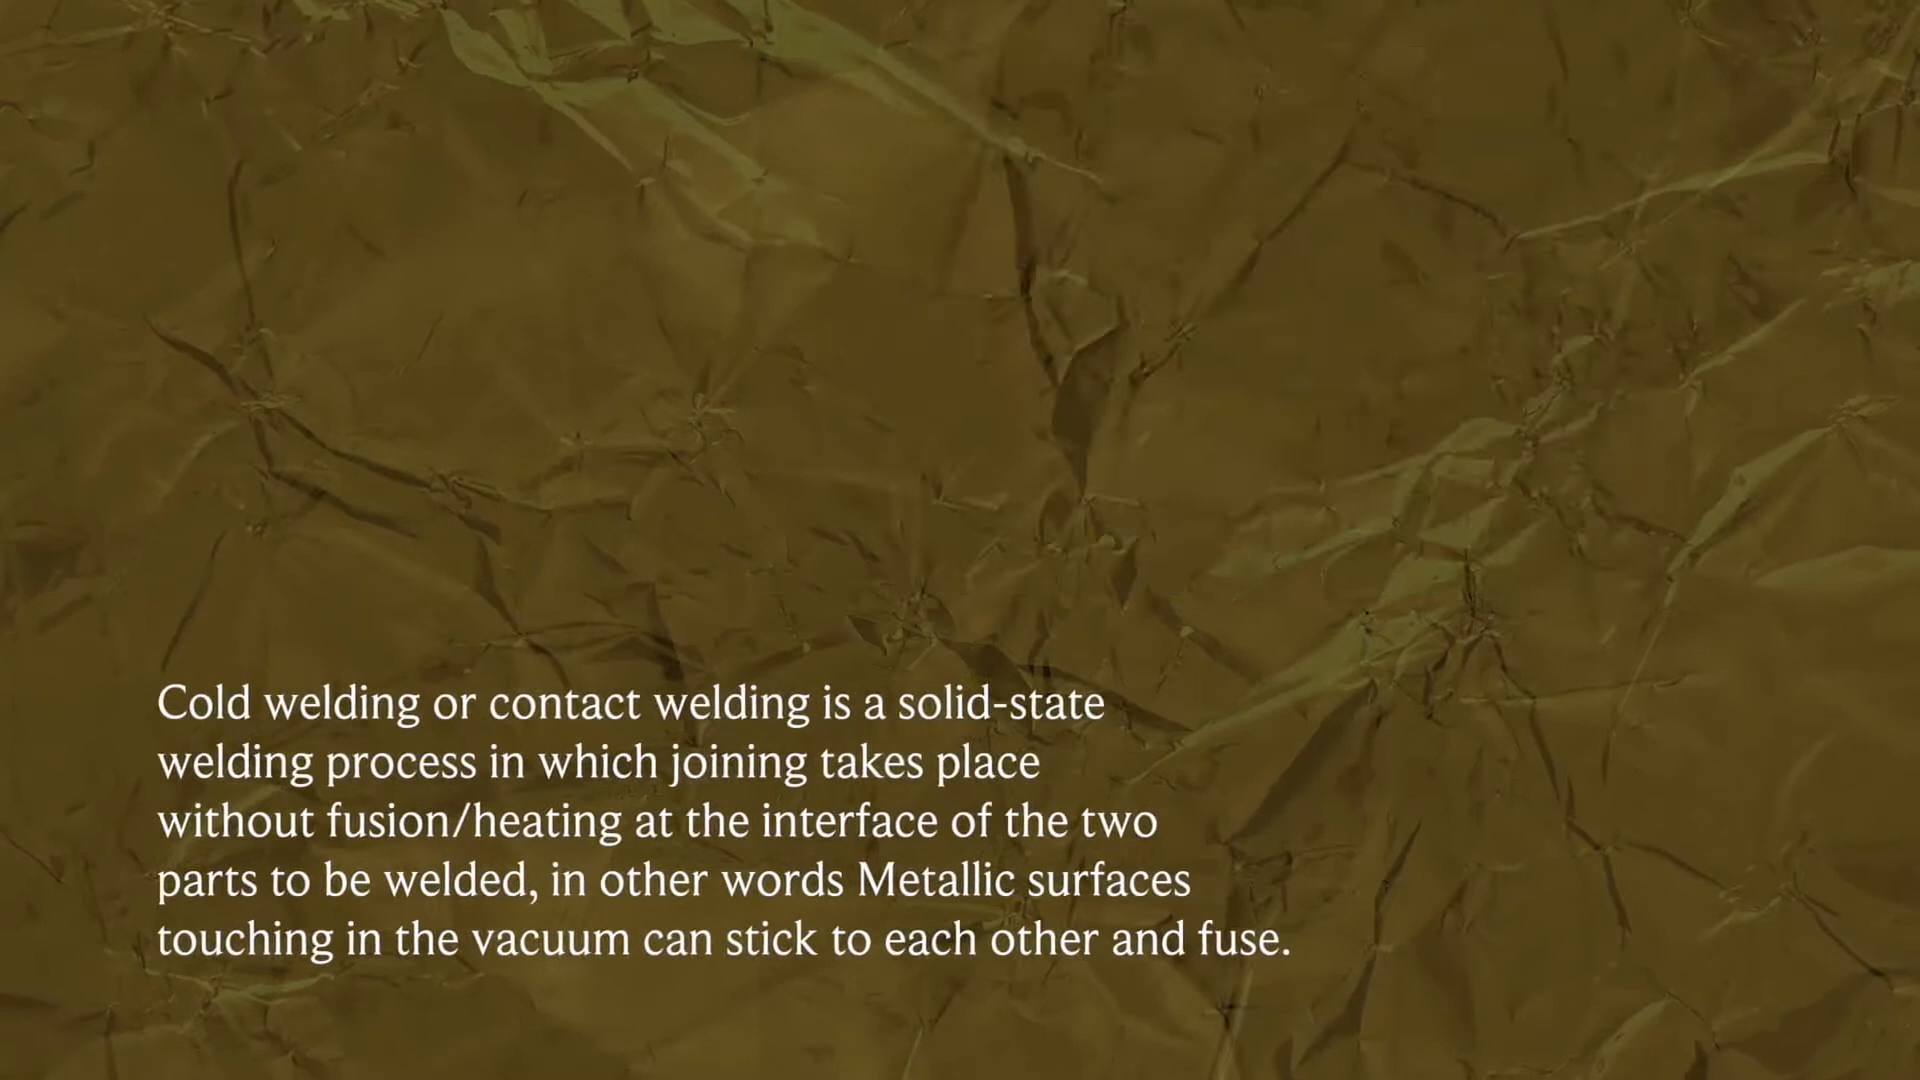 Cold welding or contact welding is a solid-state
welding process in which joining takes place
without fusion/heating at the interface of the two
parts to be welded, in other words Metallic surfaces
touching in the vacuum can stick to each other and fuse.